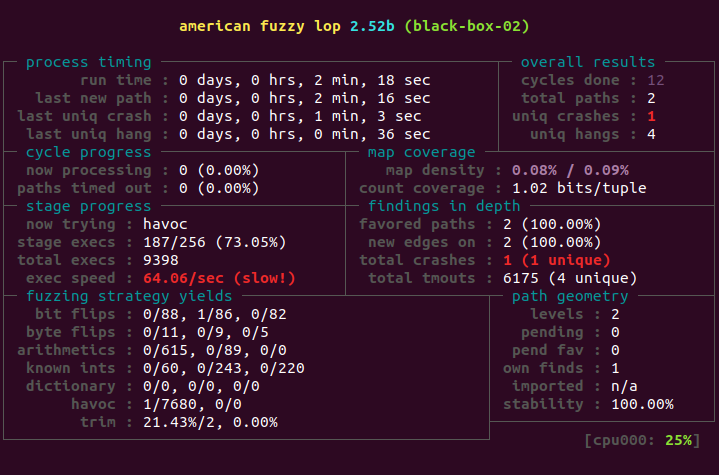 american fuzzy lop 2.52b (black-box-02)
process timing overall results
run time : 0 days, 0 hrs, 2 min, 18 sec cycles done : 12
last new path : 0 days, 0 hrs, 2 min, 16 sec total paths : 2
last uniq crash : 0 days, 0 hrs, 1 min, 3 sec uniq crashes : 1
last uniq hang : 0 days, 0 hrs, 0 min, 36 sec uniq hangs : 4
cycle progress map coverage
now processing : 0 (0.00%) map density : 0.08% / 0.09%
paths timed out : 0 (0.00%) count coverage : 1.02 bits/tuple
stage progress findings in depth
now trying : havoc favored paths : 2 (100.00%)
stage execs : 187/256 (73.05%) new edges on : 2 (100.00%)
total execs : 9398 total crashes : 1 (1 unique)
exec speed : 64.06/sec (slow!) total tmouts : 6175 (4 unique)
fuzzing strategy yields path geometry
bit flips : 0/88, 1/86, 0/82 levels : 2
byte flips : 0/11, 0/9, 0/5 pending : 0
arithmetics : 0/615, 0/89, 0/0 pend fav : 0
known ints : 0/60, 0/243, 0/220 own finds : 1
dictionary : 0/0, 0/0, 0/0 imported : n/a
havoc : 1/7680, 0/0 stability : 100.00%
trim : 21.43%/2, 0.00%
[cpu000: 25%]